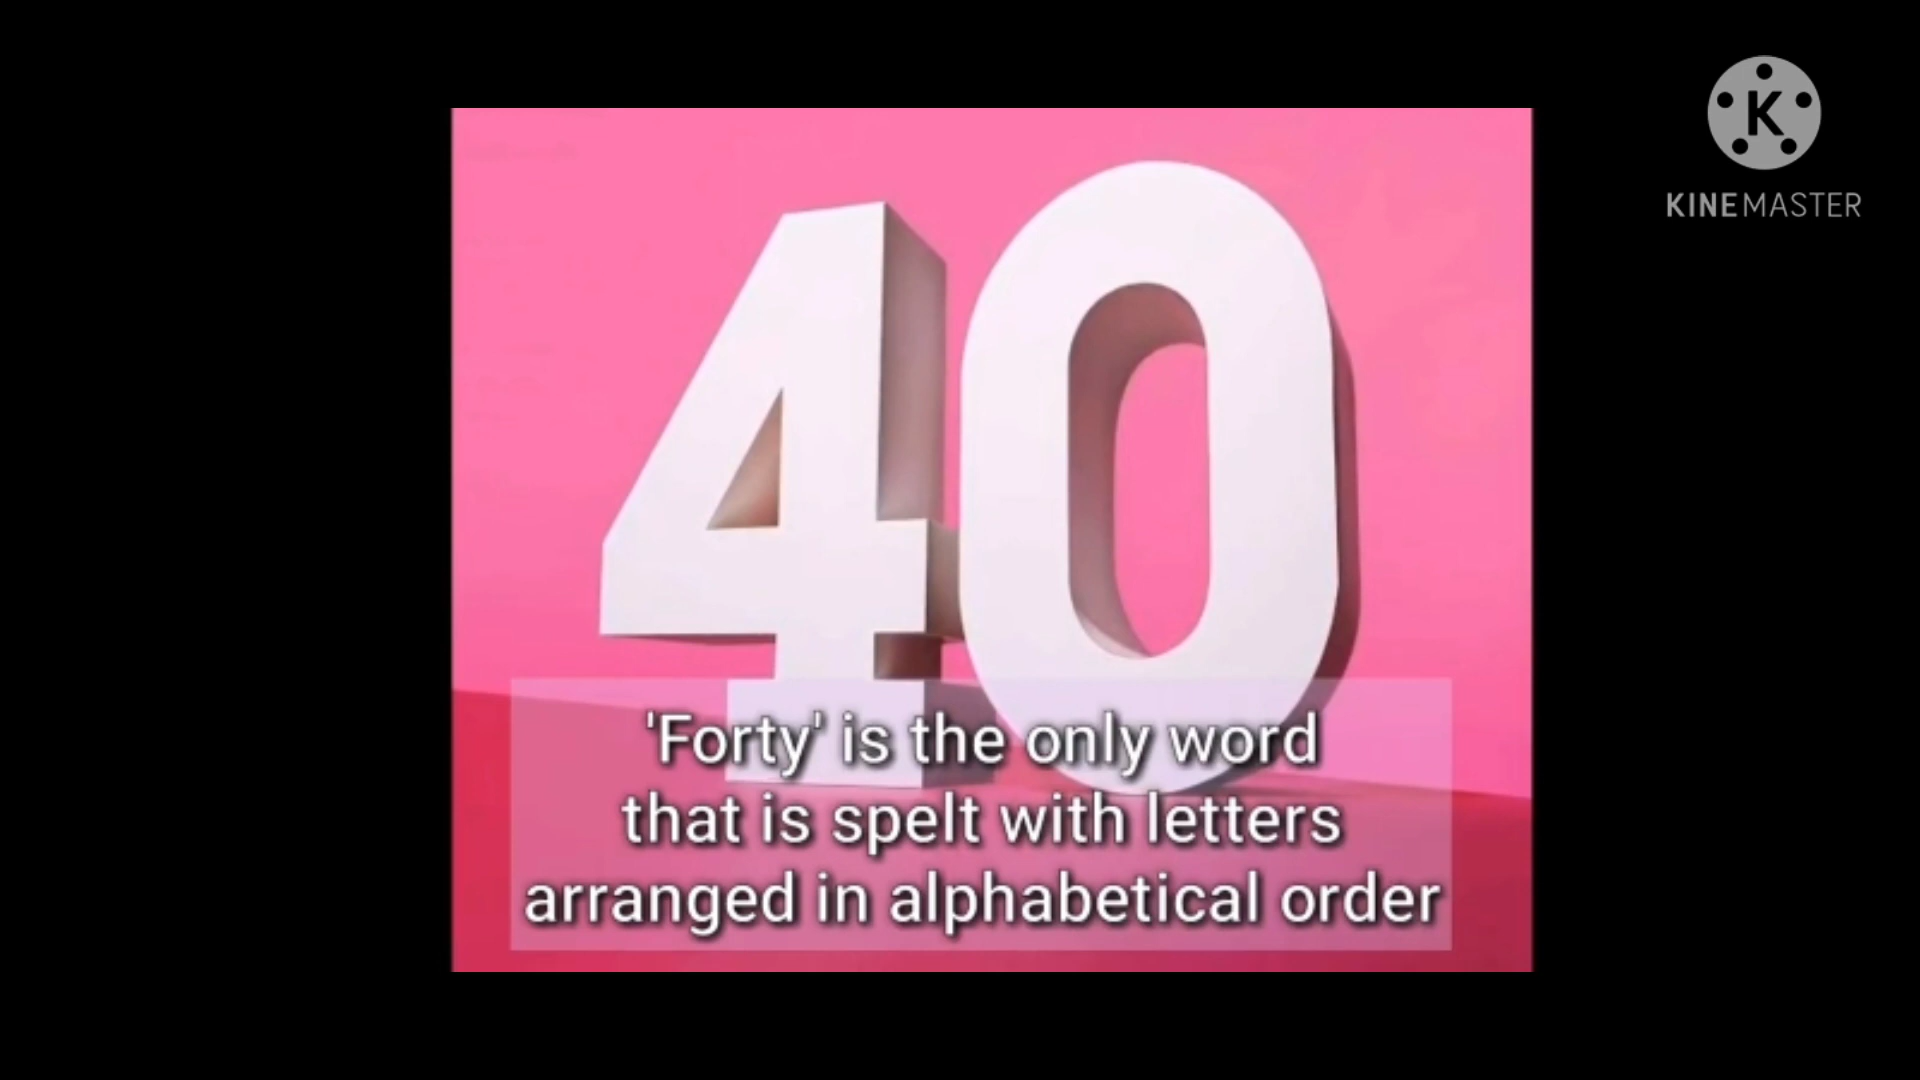 K
KINEMASTER
40
'Forty' is the only word
that is spelt with letters
arranged in alphabetical order